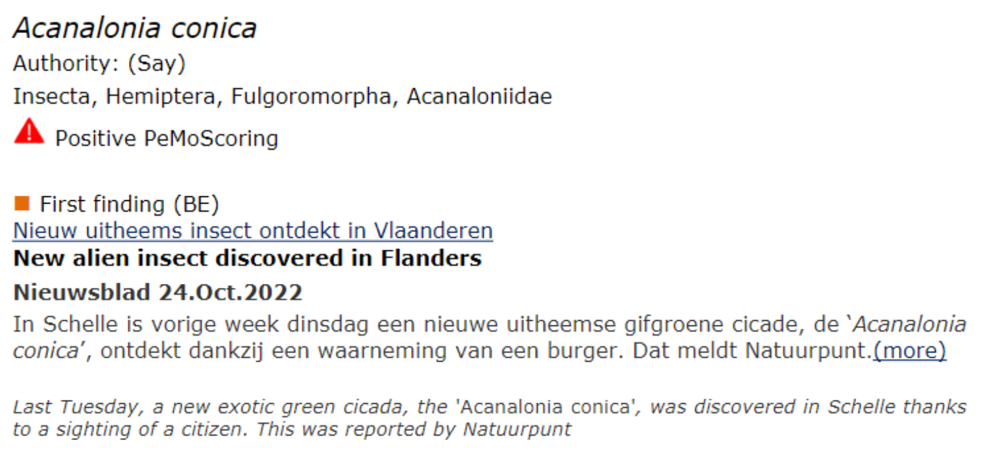 Acanalonia conica
Authority: (Say)
Insecta, Hemiptera, Fulgoromorpha, Acanaloniidae
Positive PeMoScoring
First finding (BE)
Nieuw uitheems insect ontdekt in Vlaanderen
New alien insect discovered in Flanders
Nieuwsblad 24.Oct.2022
In Schelle is vorige week dinsdag een nieuwe uitheemse gifgroene cicade, de ‵Acanalonia
conica′, ontdekt dankzij een waarneming van een burger. Dat meldt Natuurpunt.(more)
Last Tuesday, a new exotic green cicada, the 'Acanalonia conica', was discovered in Schelle thanks
to a sighting of a citizen. This was reported by Natuurpunt